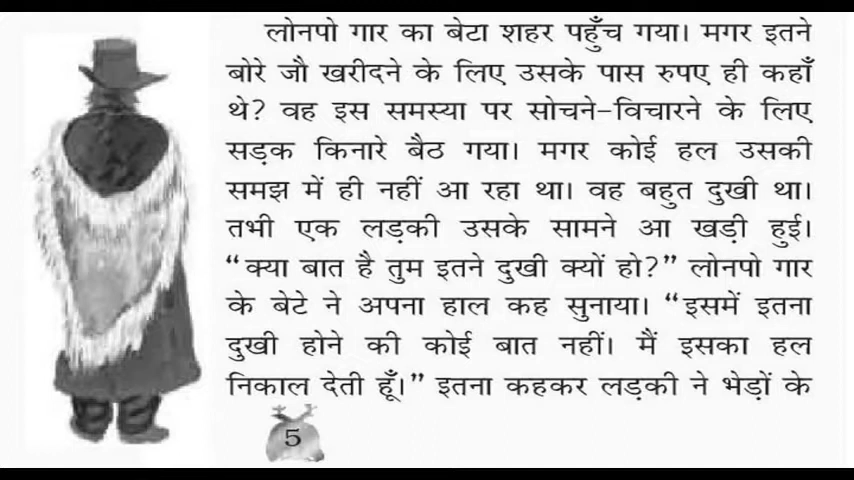 लोनपो गार का बेटा शहर पहुँच गया। मगर इतने
बोरे जौ खरीदने के लिए उसके पास रुपए ही कहाँ
थे? वह इस समस्या पर सोचने-विचारने के लिए
सड़क किनारे बैठ गया। मगर कोई हल उसकी
समझ में ही नहीं आ रहा था। वह बहुत दुखी था।
तभी एक लड़की उसके सामने आ खड़ी हुई।
“क्या बात है तुम इतने दुखी क्यों हो?” लोनपो गार
के बेटे ने अपना हाल कह सुनाया। “इसमें इतना
दुखी होने की कोई बात नहीं। मैं इसका हल
निकाल देती हूँ।” इतना कहकर लड़की ने भेड़ों के
5